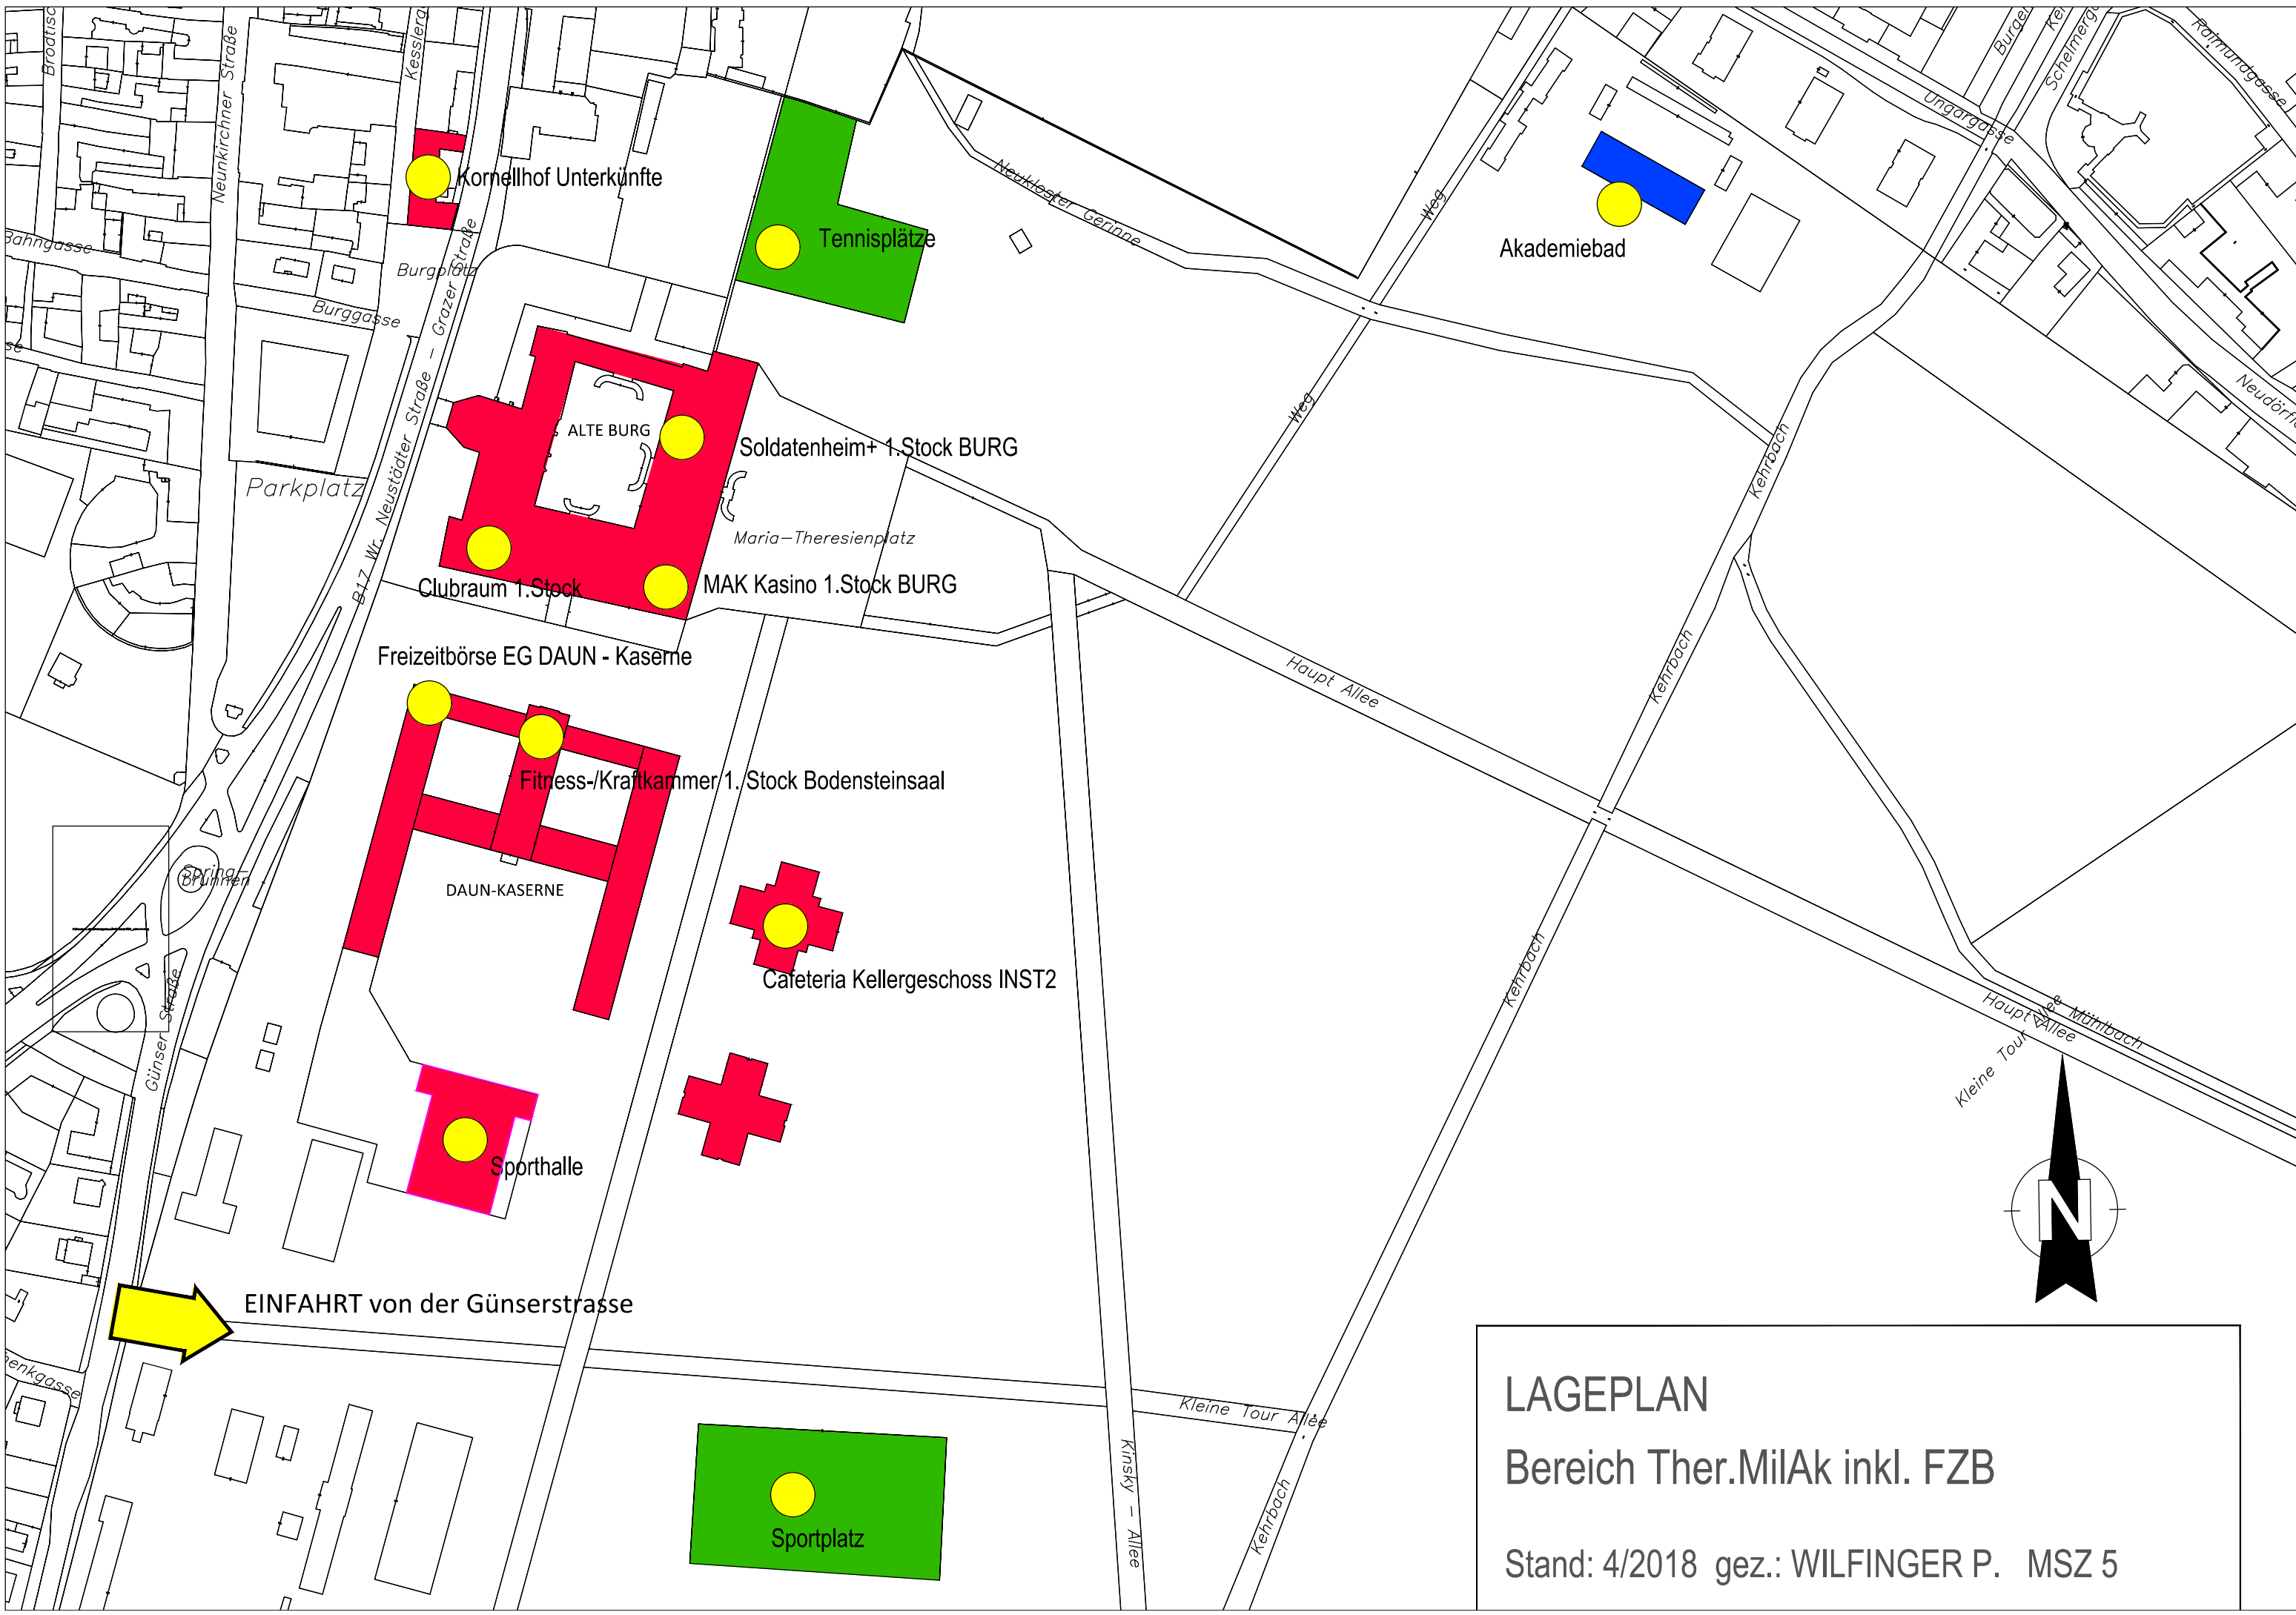 Neunkirchner Straße
Raimundgasse
Ungargasse
Kornellhof Unterkünfte
Neukloster Gerinne
Weg
Tennisplätze
Akademiebad
Bahngasse
Burgplatz
Burggasse
B17 Wr. Neustädter Straße – Grazer Straße
Weg
ALTE BURG
Soldatenheim+ 1.Stock BURG
Kehrbach
Parkplatz
Maria–Theresienplatz
Clubraum 1.Stock
MAK Kasino 1.Stock BURG
Freizeitbörse EG DAUN - Kaserne
Haupt Allee
Kehrbach
Fitness-/Kraftkammer 1. Stock Bodensteinsaal
Spring–
brunnen
DAUN-KASERNE
Cafeteria Kellergeschoss INST2
Kehrbach
Günser Straße
Haupt Allee
Mühlbach
Kleine Tour Allee
Sporthalle
N
EINFAHRT von der Günserstrasse
Kleine Tour Allee
Kinsky – Allee
Kehrbach
Sportplatz
LAGEPLAN
Bereich Ther.MilAk inkl. FZB
Stand: 4/2018 gez.: WILFINGER P. MSZ 5